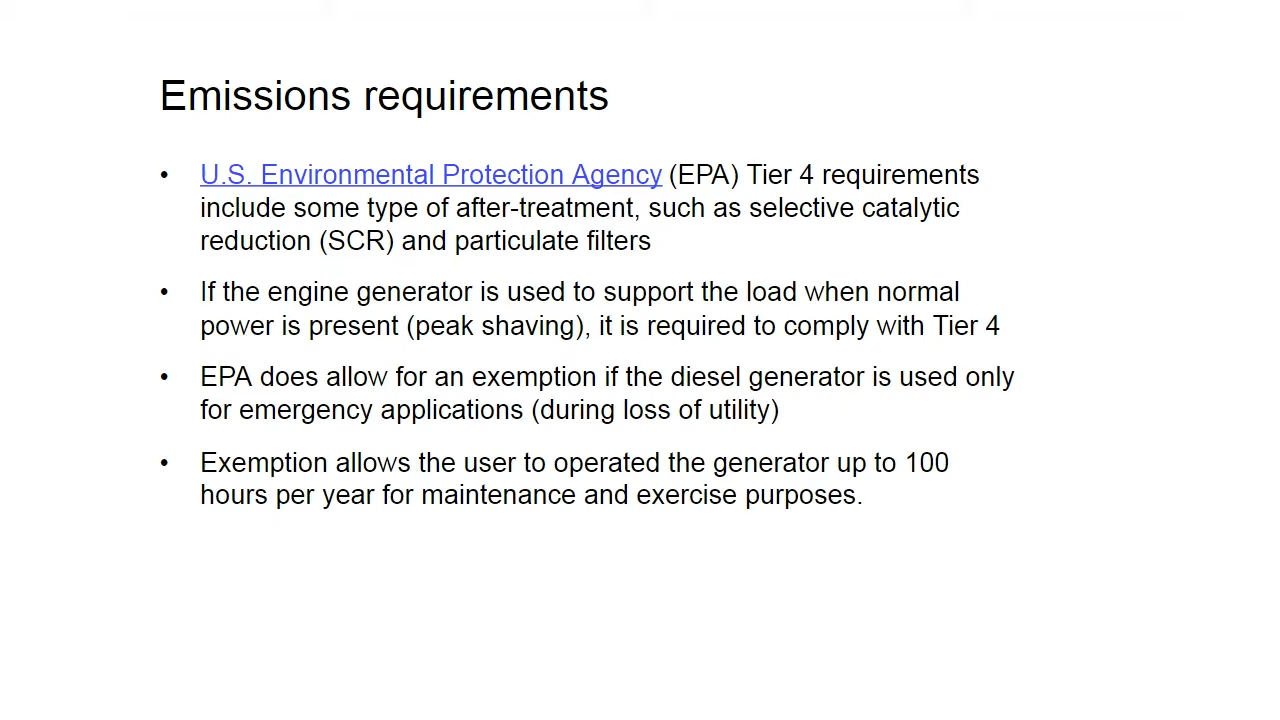 Emissions requirements
• U.S. Environmental Protection Agency (EPA) Tier 4 requirements
include some type of after-treatment, such as selective catalytic
reduction (SCR) and particulate filters
• If the engine generator is used to support the load when normal
power is present (peak shaving), it is required to comply with Tier 4
• EPA does allow for an exemption if the diesel generator is used only
for emergency applications (during loss of utility)
• Exemption allows the user to operated the generator up to 100
hours per year for maintenance and exercise purposes.